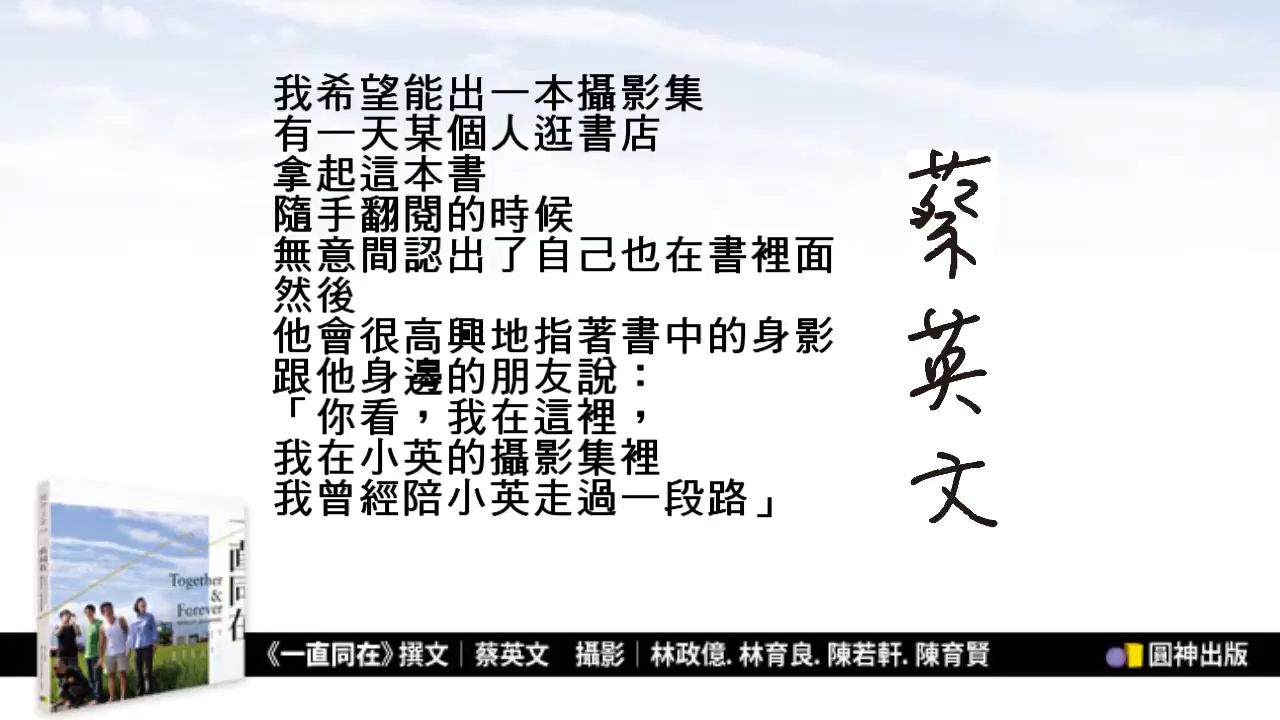 我希望能出一本攝影集
有一天某個人逛書店
拿起這本書
隨手翻閱的時候
無意間認出了自己也在書裡面
然後
他會很高興地指著書中的身影
跟他身邊的朋友說：
「你看，我在這裡，
我在小英的攝影集裡
我曾經陪小英走過一段路」
蔡英文
一直同在
Together
&
Forever
《一直同在》撰文｜蔡英文　攝影｜林政億. 林育良. 陳若軒. 陳育賢
圓神出版